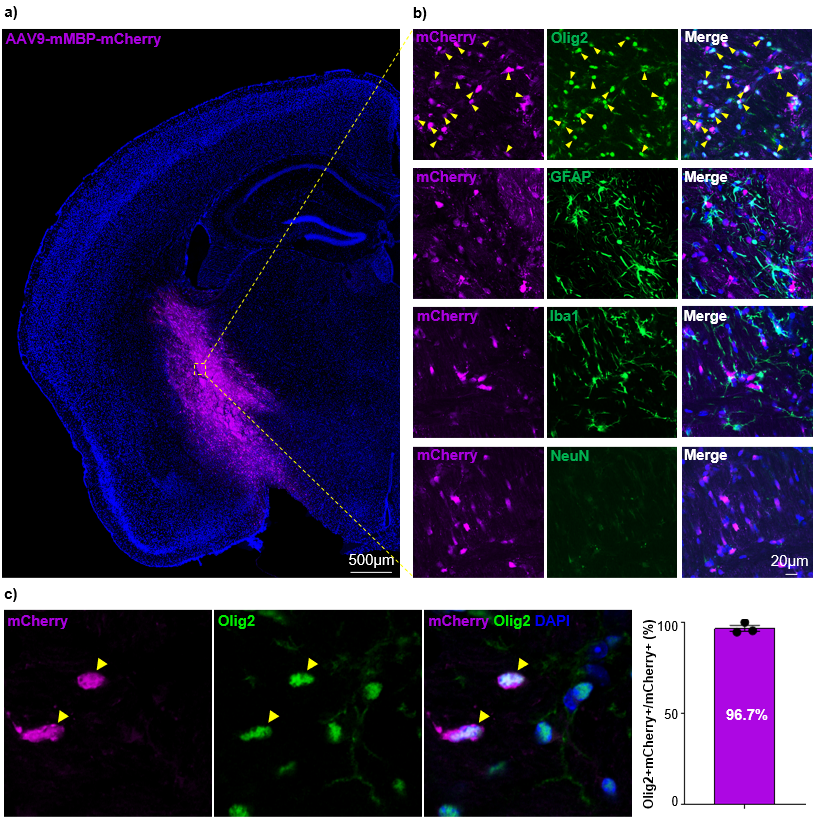 a)
AAV9-mMBP-mCherry
500µm
b)
mCherry Olig2 Merge
mCherry GFAP Merge
mCherry Iba1 Merge
mCherry NeuN Merge
20µm
c)
mCherry Olig2 mCherry Olig2 DAPI
Olig2+mCherry+/mCherry+ (%)
100
50
0
96.7%